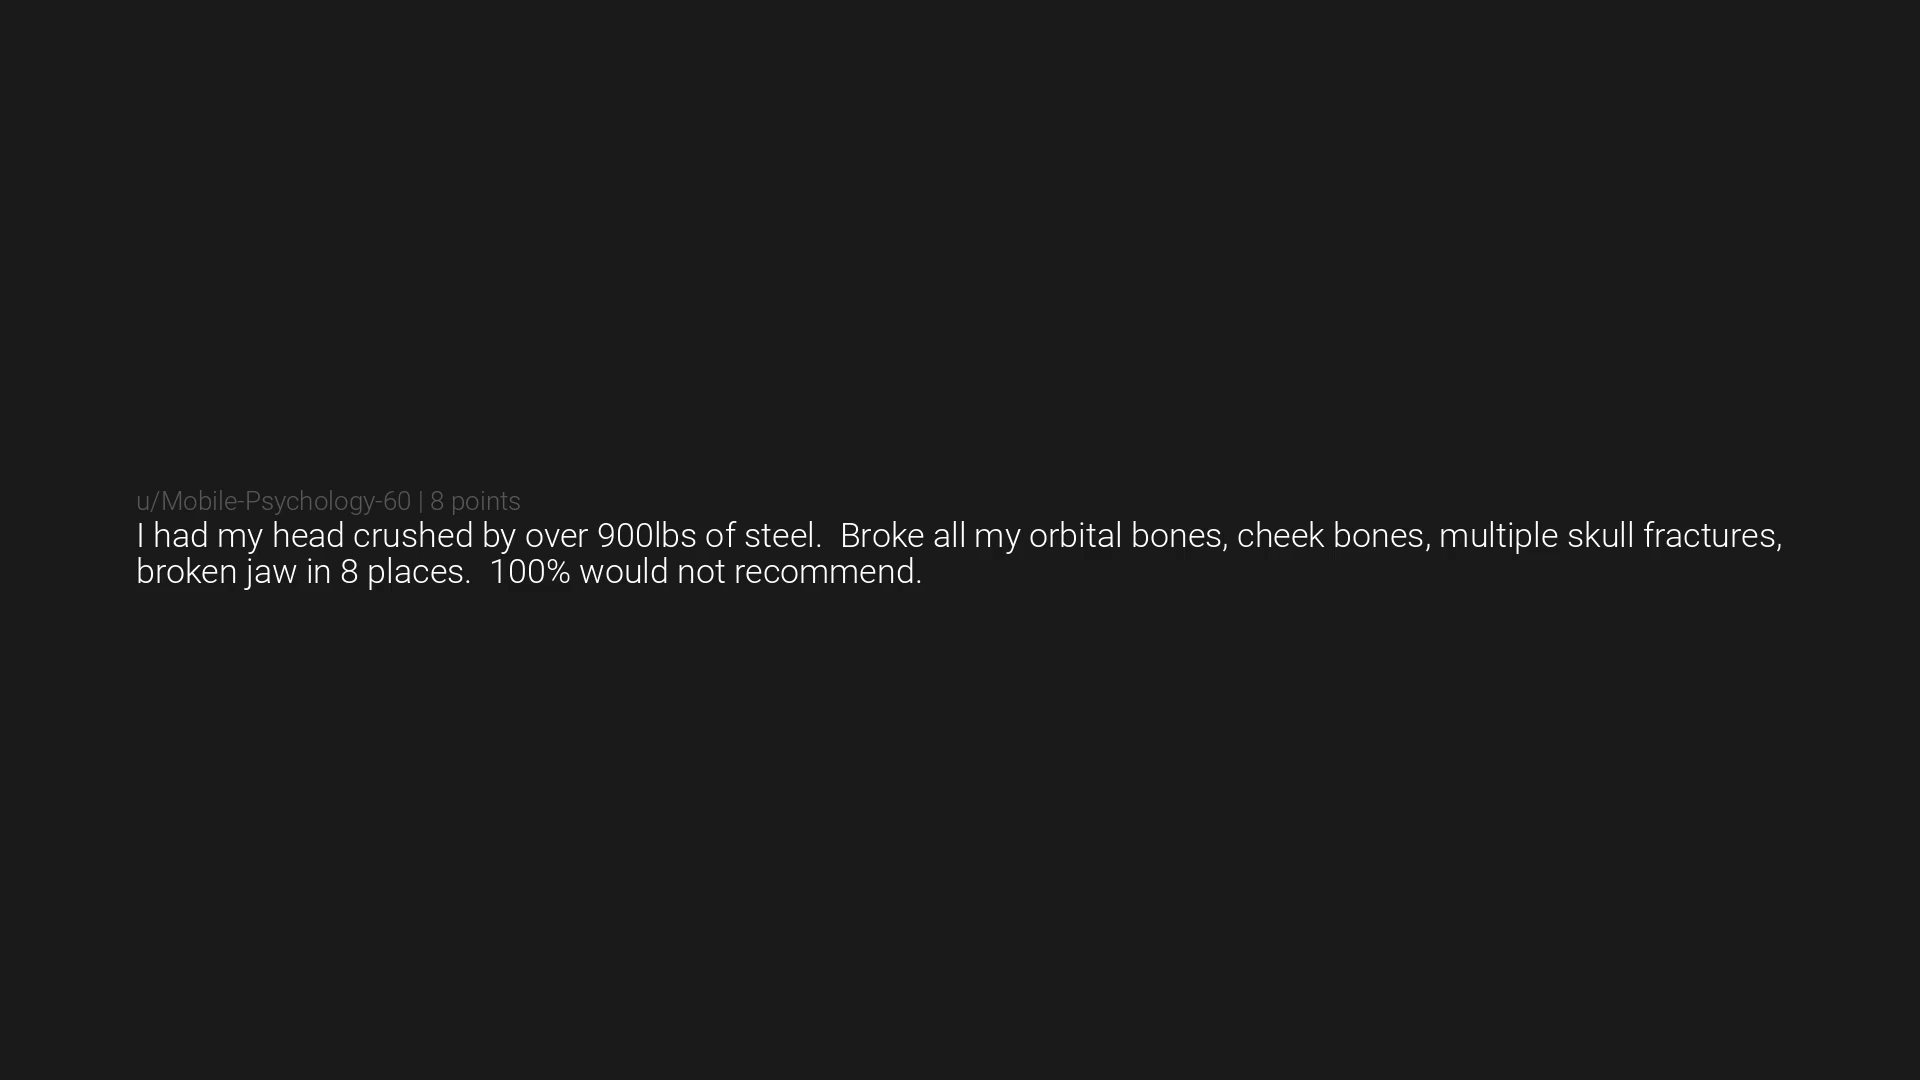 u/Mobile-Psychology-60 | 8 points
I had my head crushed by over 900lbs of steel.  Broke all my orbital bones, cheek bones, multiple skull fractures,
broken jaw in 8 places.  100% would not recommend.